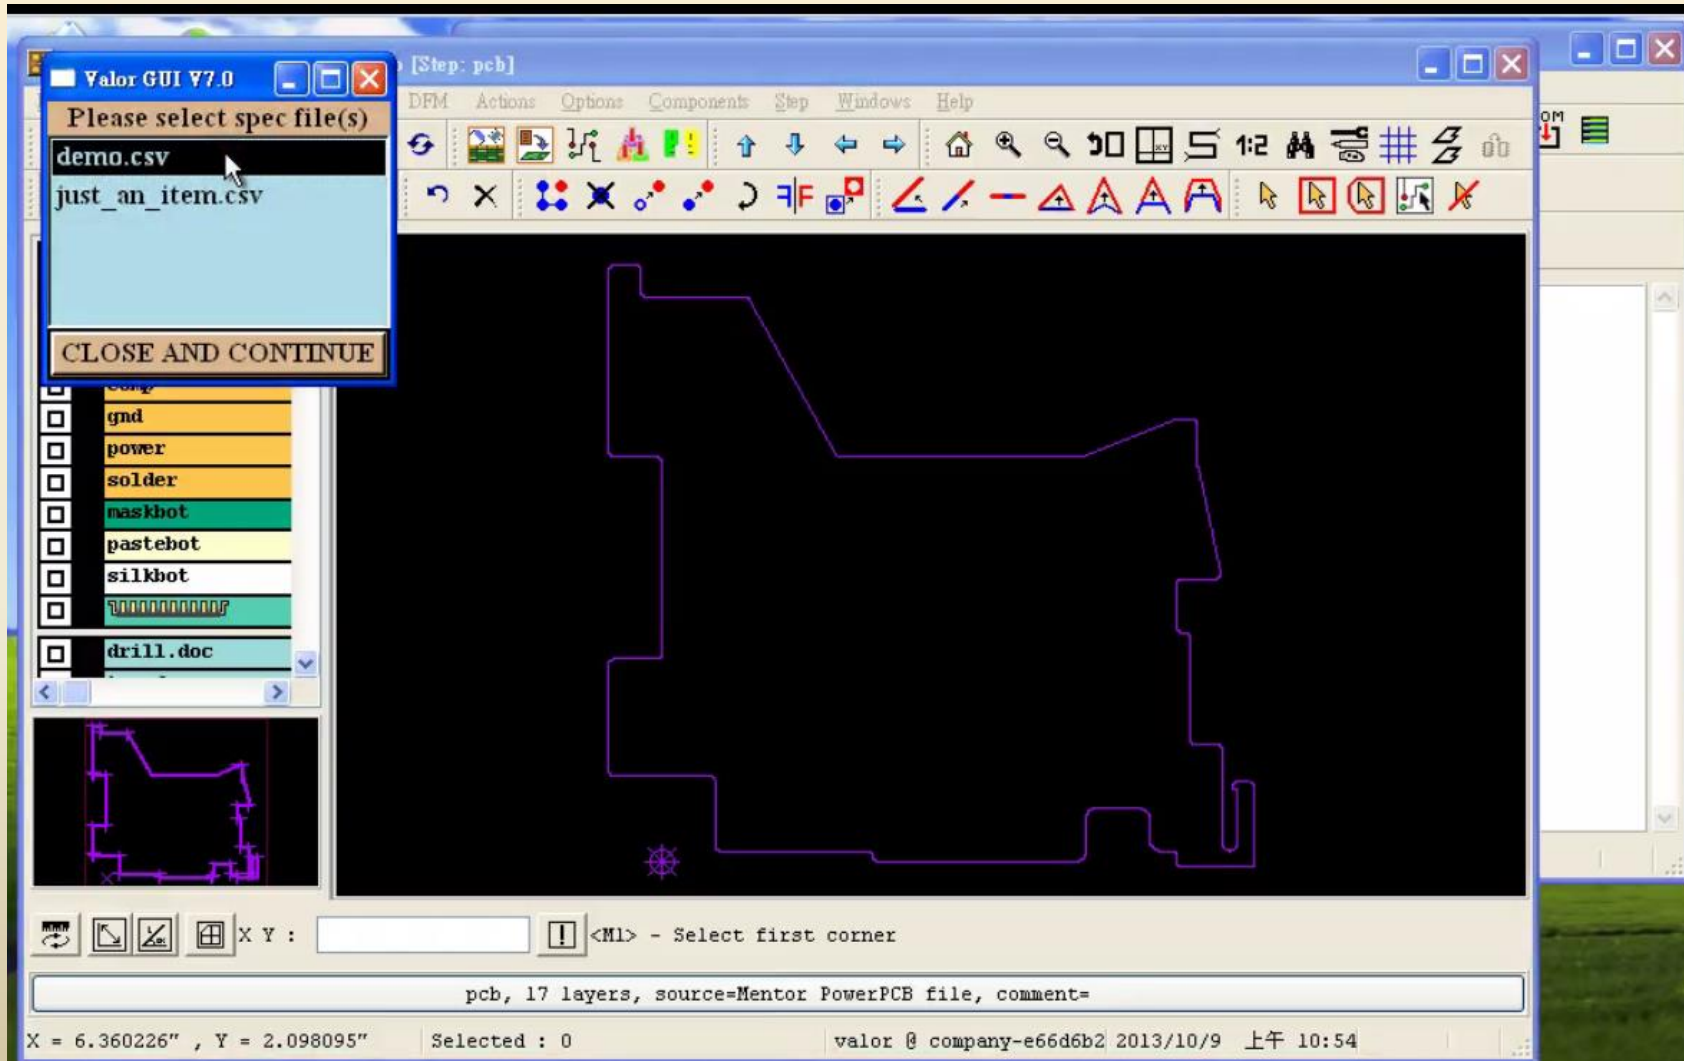 Valor GUI V7.0
[Step: pcb]
DFM Actions Options Components Step Windows Help
Please select spec file(s)
demo.csv
just_an_item.csv
CLOSE AND CONTINUE
1:2
gnd
power
solder
maskbot
pastebot
silkbot
drill.doc
X Y :
<M1> - Select first corner
pcb, 17 layers, source=Mentor PowerPCB file, comment=
X = 6.360226" , Y = 2.098095"
Selected : 0
valor @ company-e66d6b2 2013/10/9 上午 10:54